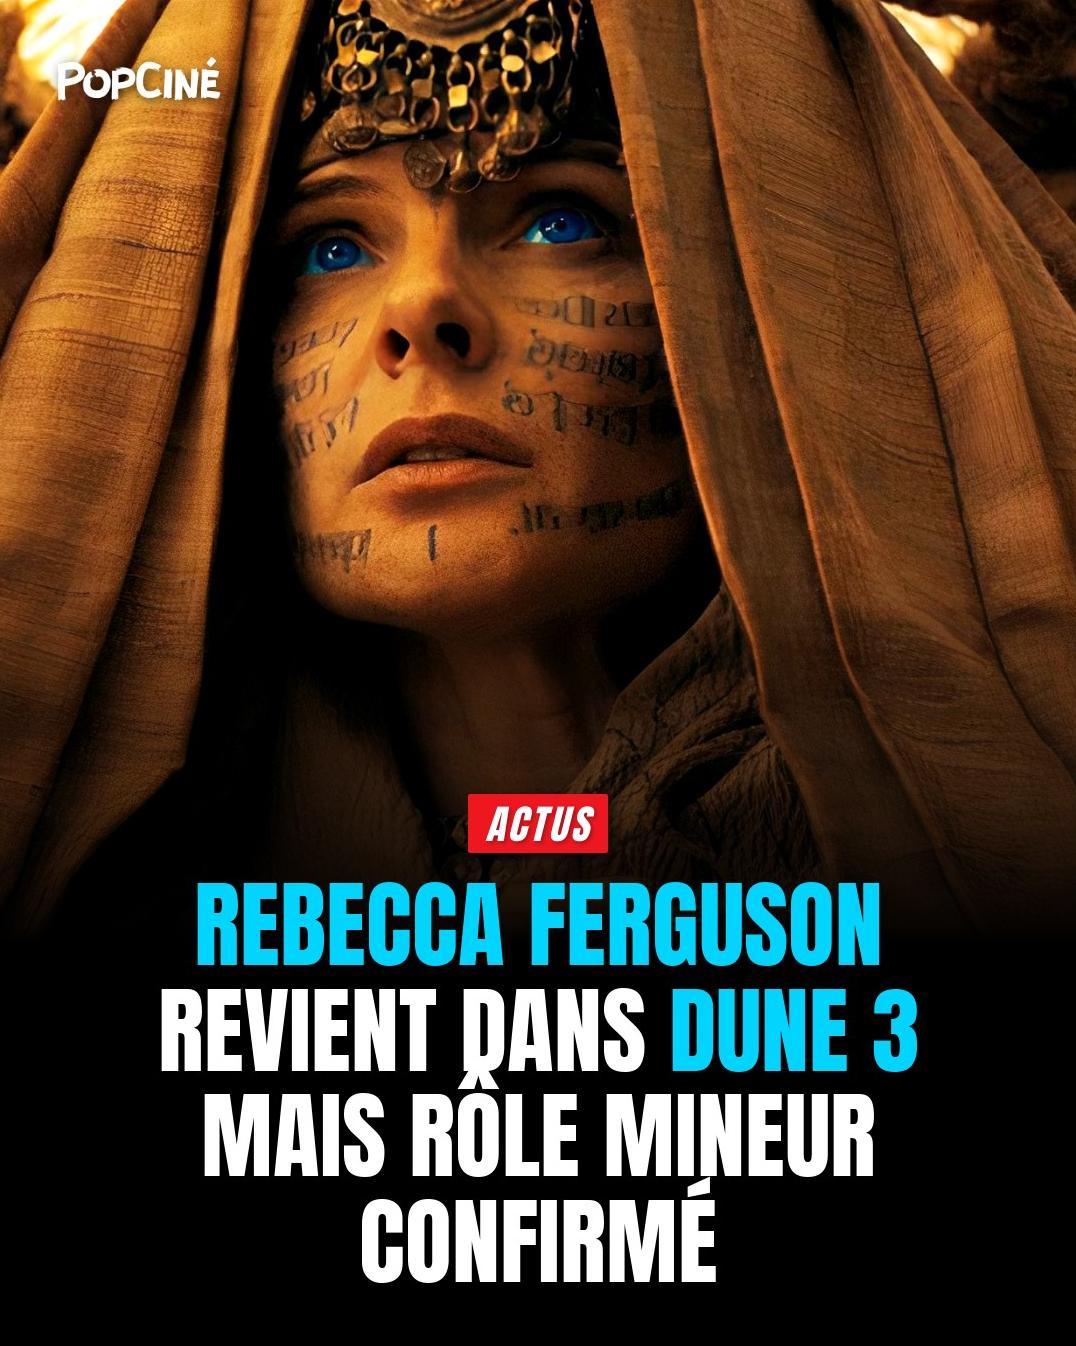 POPCINÉ
ACTUS
REBECCA FERGUSON
REVIENT DANS DUNE 3
MAIS RÔLE MINEUR
CONFIRMÉ